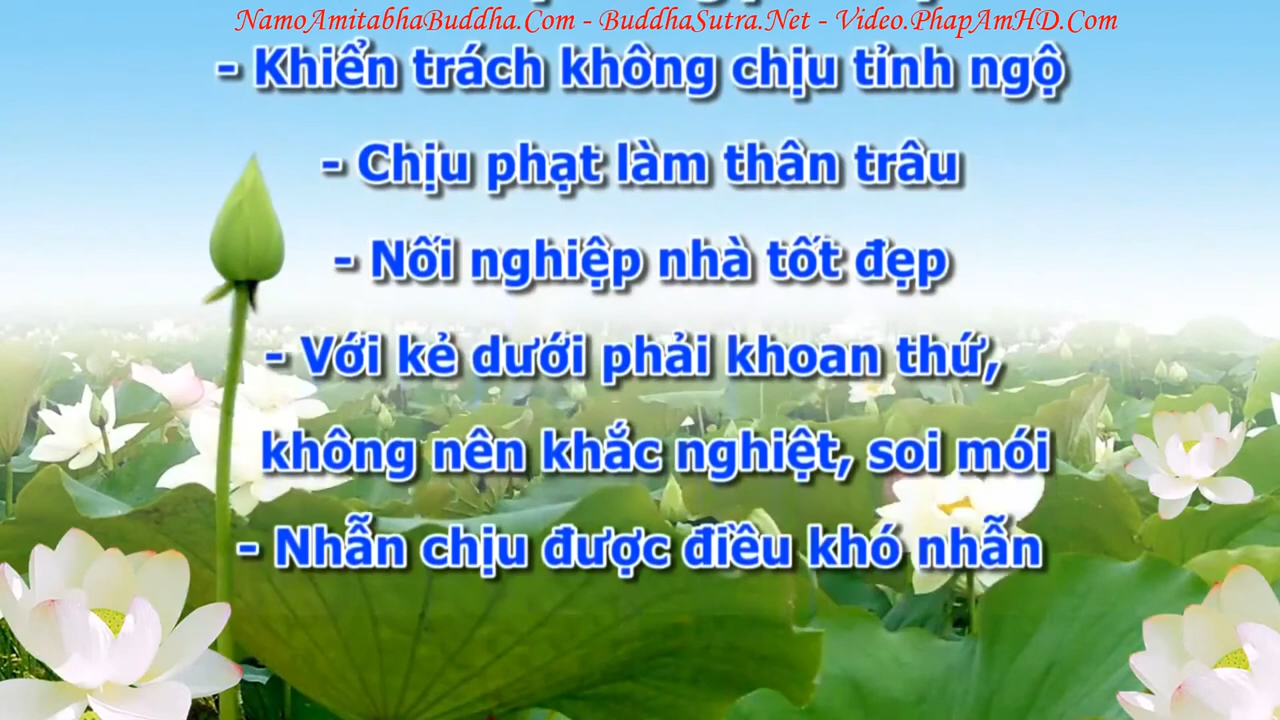 NamoAmitabhaBuddha.Com - BuddhaSutra.Net - Video.PhapAmHD.Com
- Khiển trách không chịu tỉnh ngộ
- Chịu phạt làm thân trâu
- Nối nghiệp nhà tốt đẹp
- Với kẻ dưới phải khoan thứ,
không nên khắc nghiệt, soi mói
- Nhẫn chịu được điều khó nhẫn